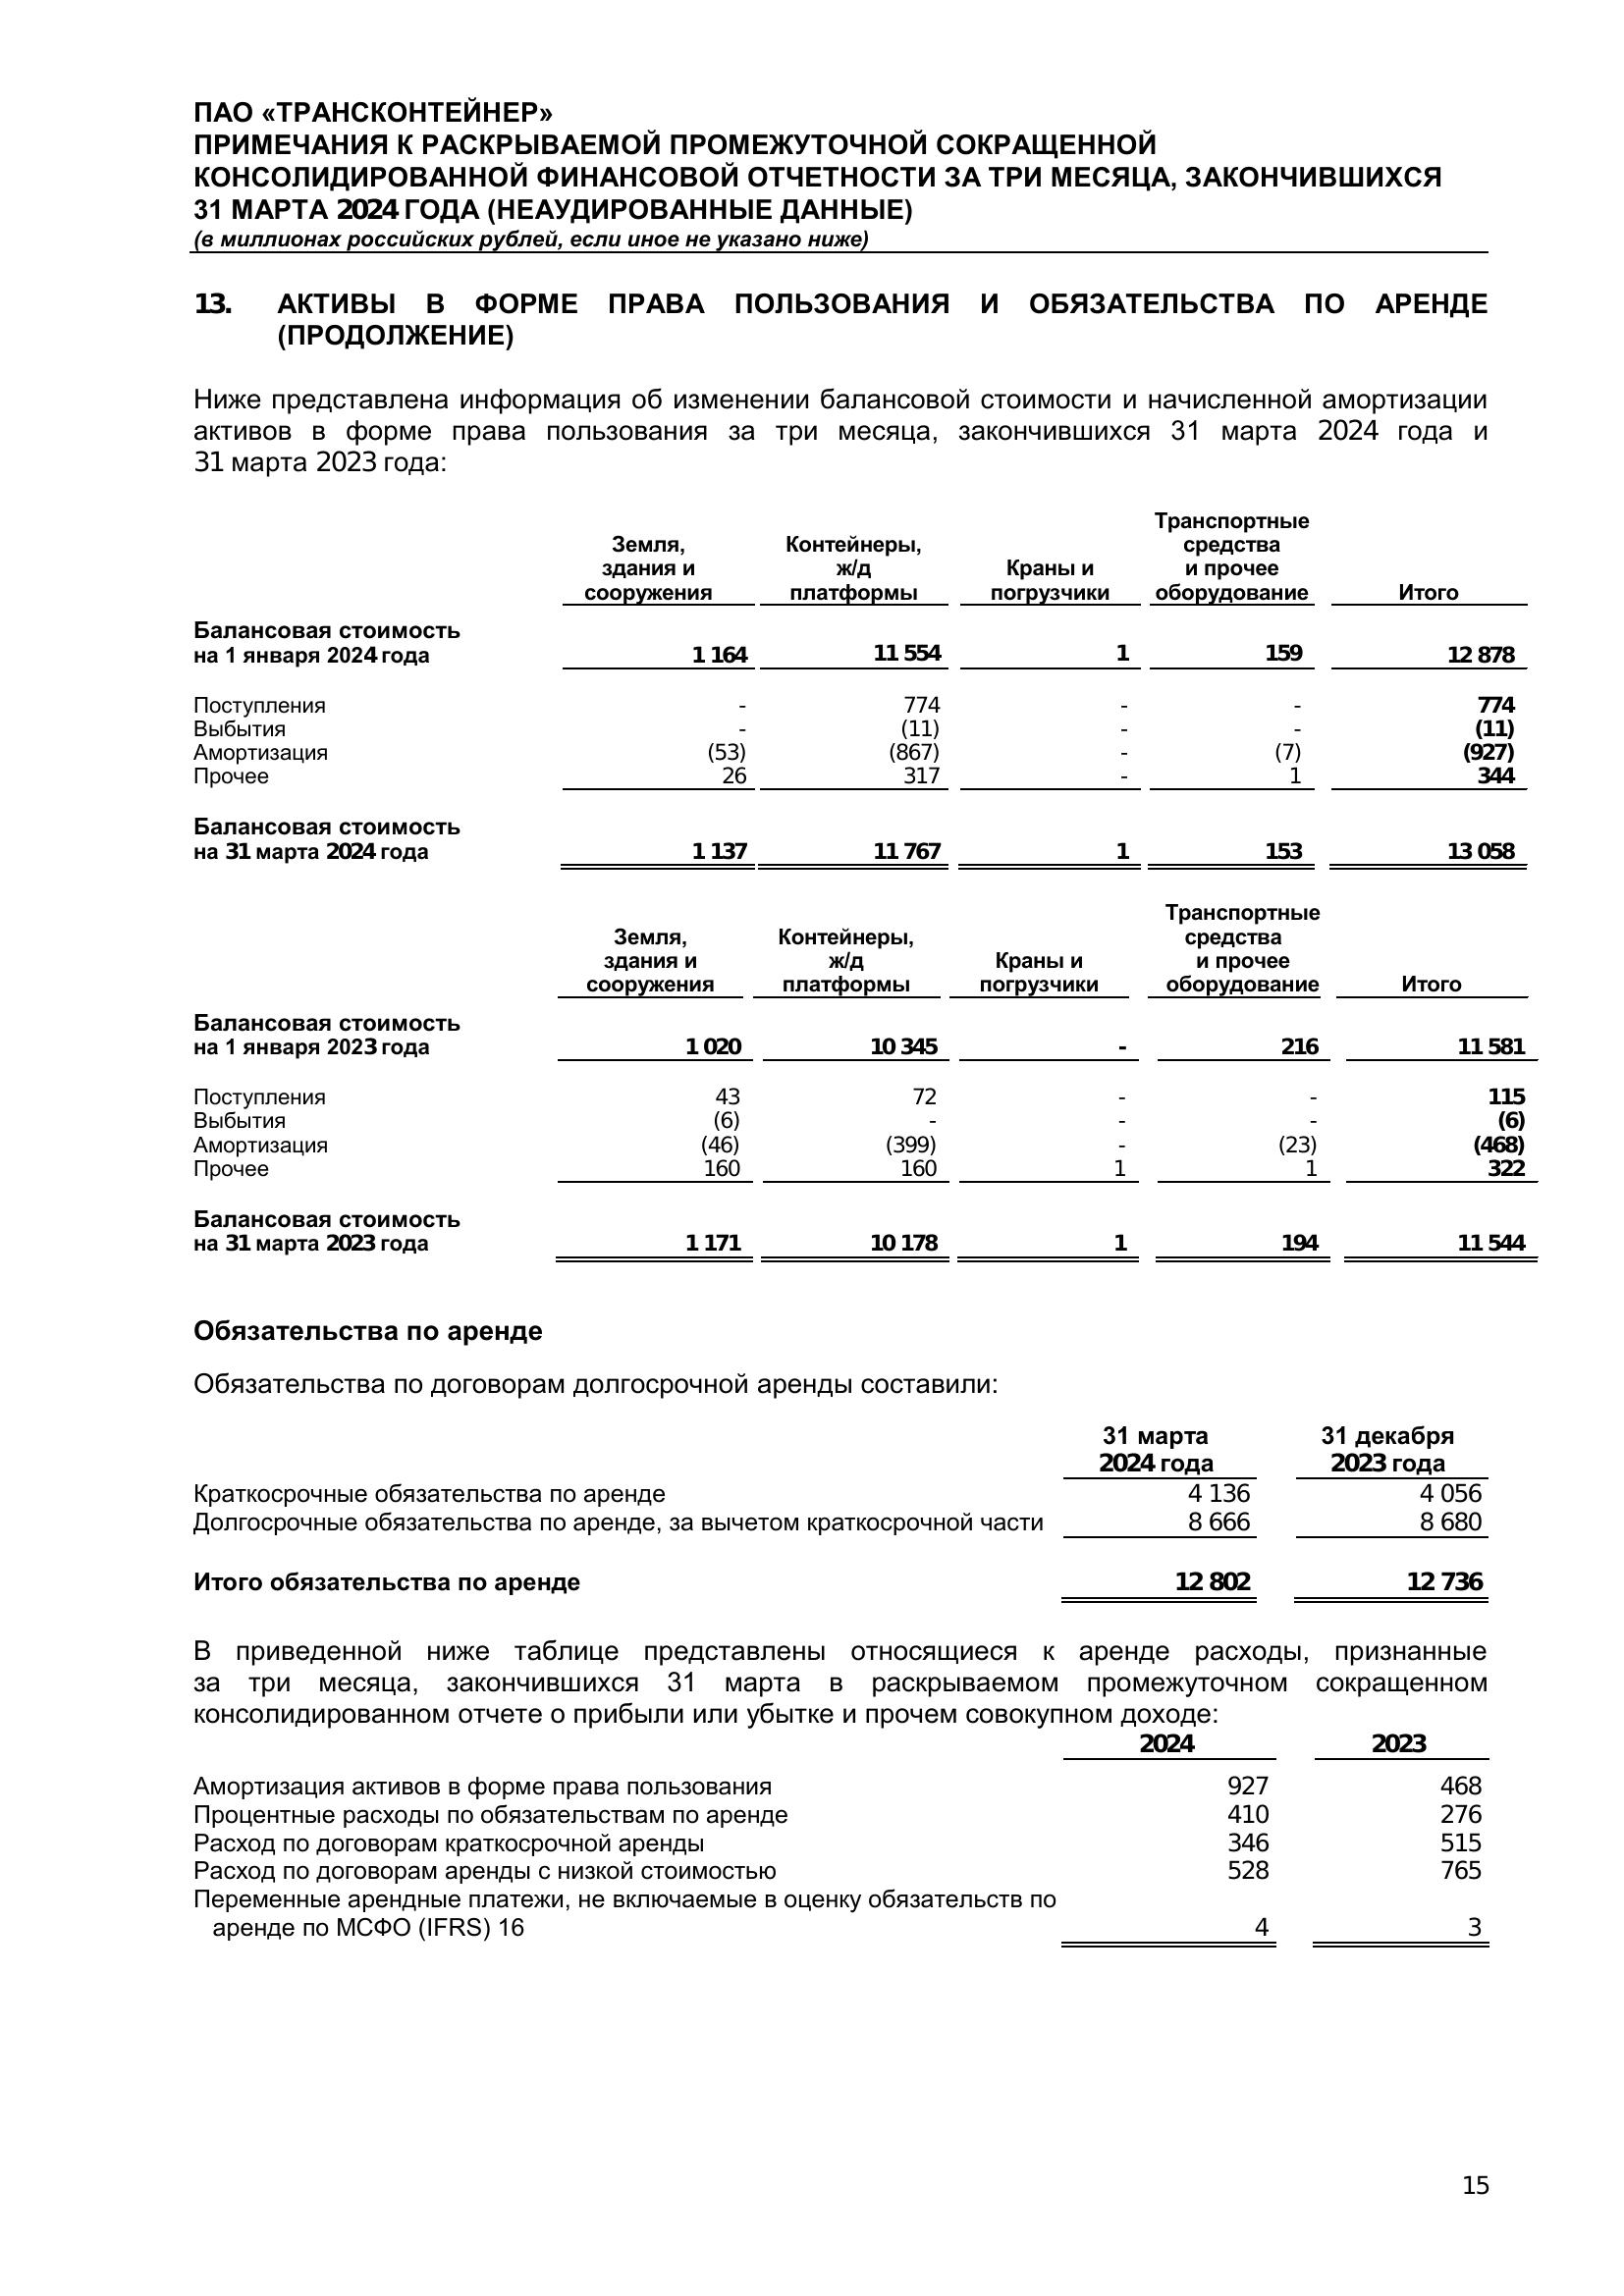 ПАО «ТРАНСКОНТЕЙНЕР»
ПРИМЕЧАНИЯ К РАСКРЫВАЕМОЙ ПРОМЕЖУТОЧНОЙ СОКРАЩЕННОЙ
КОНСОЛИДИРОВАННОЙ ФИНАНСОВОЙ ОТЧЕТНОСТИ ЗА ТРИ МЕСЯЦА, ЗАКОНЧИВШИХСЯ
31 МАРТА 2024 ГОДА (НЕАУДИРОВАННЫЕ ДАННЫЕ)
(в миллионах российских рублей, если иное не указано ниже)
13. АКТИВЫ В ФОРМЕ ПРАВА ПОЛЬЗОВАНИЯ И ОБЯЗАТЕЛЬСТВА ПО АРЕНДЕ
(ПРОДОЛЖЕНИЕ)
Ниже представлена информация об изменении балансовой стоимости и начисленной амортизации
активов в форме права пользования за три месяца, закончившихся 31 марта 2024 года и
31 марта 2023 года:
Транспортные
Земля, Контейнеры, средства
здания и ж/д Краны и и прочее
сооружения платформы погрузчики оборудование Итого
Балансовая стоимость
на 1 января 2024 года 1 164 11 554 1 159 12 878
Поступления - 774 - - 774
Выбытия - (11) - - (11)
Амортизация (53) (867) - (7) (927)
Прочее 26 317 - 1 344
Балансовая стоимость
на 31 марта 2024 года 1 137 11 767 1 153 13 058
Транспортные
Земля, Контейнеры, средства
здания и ж/д Краны и и прочее
сооружения платформы погрузчики оборудование Итого
Балансовая стоимость
на 1 января 2023 года 1 020 10 345 - 216 11 581
Поступления 43 72 - - 115
Выбытия (6) - - - (6)
Амортизация (46) (399) - (23) (468)
Прочее 160 160 1 1 322
Балансовая стоимость
на 31 марта 2023 года 1 171 10 178 1 194 11 544
Обязательства по аренде
Обязательства по договорам долгосрочной аренды составили:
31 марта 31 декабря
2024 года 2023 года
Краткосрочные обязательства по аренде 4 136 4 056
Долгосрочные обязательства по аренде, за вычетом краткосрочной части 8 666 8 680
Итого обязательства по аренде 12 802 12 736
В приведенной ниже таблице представлены относящиеся к аренде расходы, признанные
за три месяца, закончившихся 31 марта в раскрываемом промежуточном сокращенном
консолидированном отчете о прибыли или убытке и прочем совокупном доходе:
2024 2023
Амортизация активов в форме права пользования 927 468
Процентные расходы по обязательствам по аренде 410 276
Расход по договорам краткосрочной аренды 346 515
Расход по договорам аренды с низкой стоимостью 528 765
Переменные арендные платежи, не включаемые в оценку обязательств по
аренде по МСФО (IFRS) 16 4 3
15